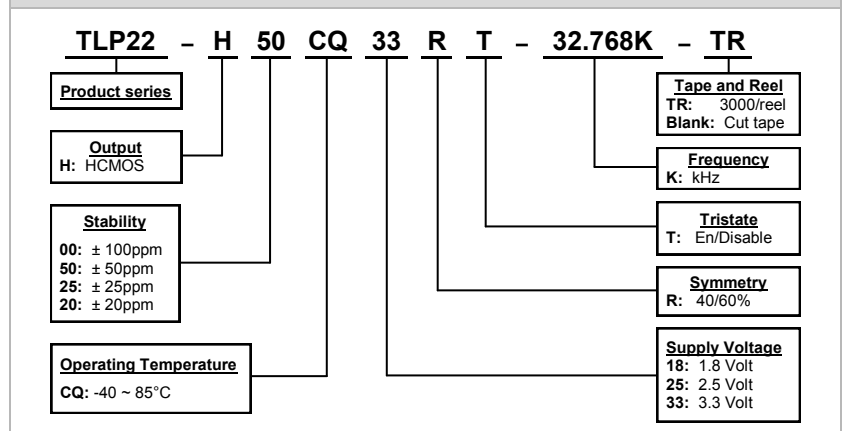 TLP22 – H 50 CQ 33 R T – 32.768K – TR
Product series
Output
H: HCMOS
Stability
00: ± 100ppm
50: ± 50ppm
25: ± 25ppm
20: ± 20ppm
Operating Temperature
CQ: -40 ~ 85°C
Tape and Reel
TR: 3000/reel
Blank: Cut tape
Frequency
K: kHz
Tristate
T: En/Disable
Symmetry
R: 40/60%
Supply Voltage
18: 1.8 Volt
25: 2.5 Volt
33: 3.3 Volt